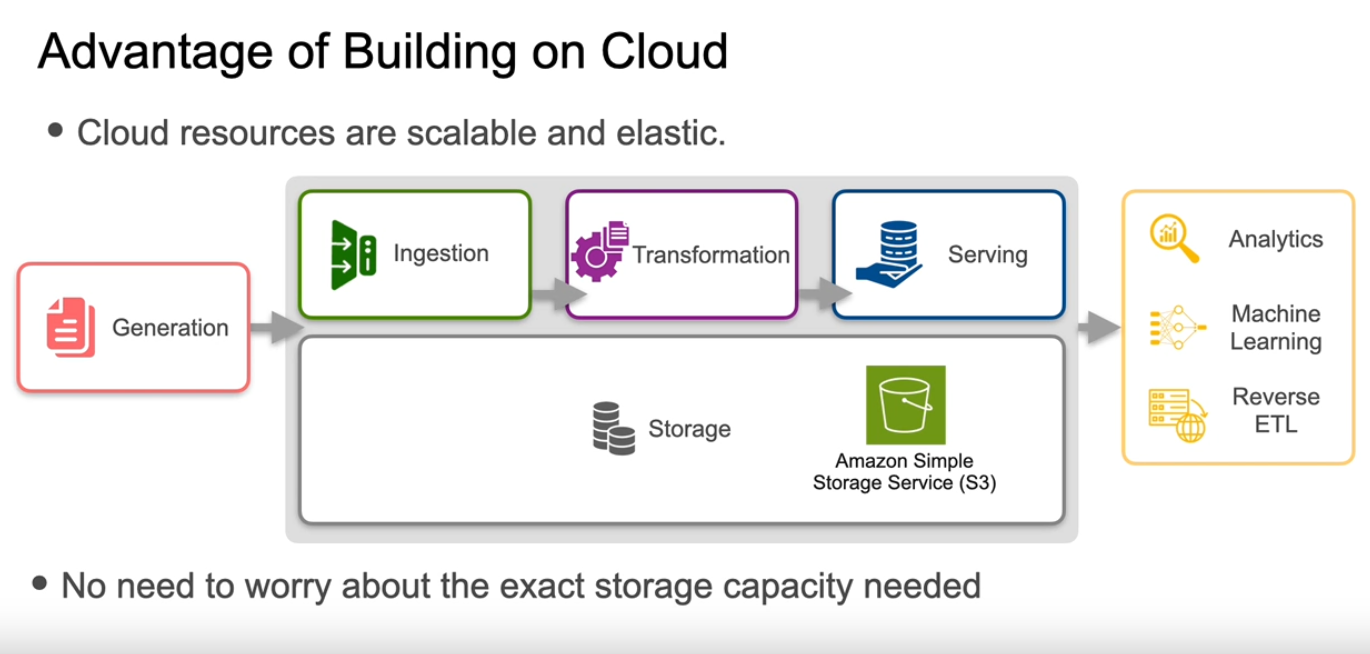 Advantage of Building on Cloud
• Cloud resources are scalable and elastic.
Generation
Ingestion
Transformation
Serving
Storage
Amazon Simple
Storage Service (S3)
Analytics
Machine
Learning
Reverse
ETL
• No need to worry about the exact storage capacity needed